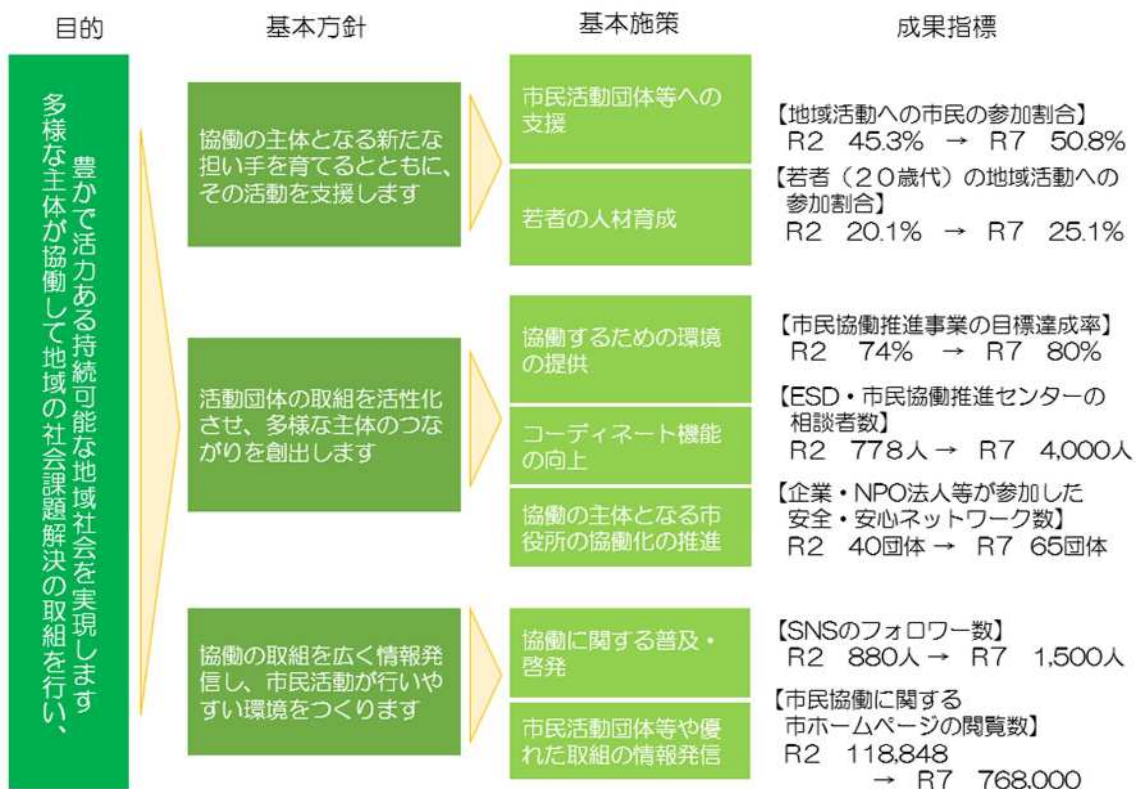 目的
基本方針
基本施策
成果指標
多様な主体が協働して地域の社会課題解決の取組を行い、
豊かで活力ある持続可能な地域社会を実現します
協働の主体となる新たな
担い手を育てるとともに、
その活動を支援します
市民活動団体等への
支援
若者の人材育成
【地域活動への市民の参加割合】
R2 45.3% → R7 50.8%
【若者（２０歳代）の地域活動への
参加割合】
R2 20.1% → R7 25.1%
活動団体の取組を活性化
させ、多様な主体のつな
がりを創出します
協働するための環境
の提供
コーディネート機能
の向上
協働の主体となる市
役所の協働化の推進
【市民協働推進事業の目標達成率】
R2 74% → R7 80%
【ESD・市民協働推進センターの
相談者数】
R2 778人 → R7 4,000人
【企業・NPO法人等が参加した
安全・安心ネットワーク数】
R2 40団体 → R7 65団体
協働の取組を広く情報発
信し、市民活動が行いや
すい環境をつくります
協働に関する普及・
啓発
市民活動団体等や優
れた取組の情報発信
【SNSのフォロワー数】
R2 880人 → R7 1,500人
【市民協働に関する
市ホームページの閲覧数】
R2 118,848
→ R7 768,000